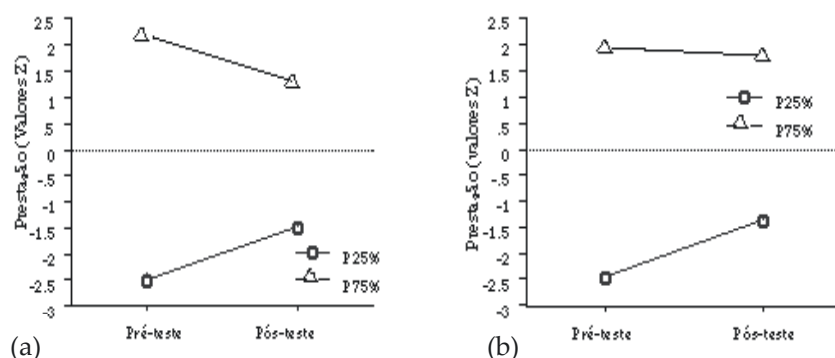 2.5
2
1.5
1
.5
0
-.5
-1
-1.5
-2
-2.5
-3
Prestação (Valores Z)
P25%
P75%
Pré-teste
Pós-teste
(a)
2.5
2
1.5
1
.5
0
-.5
-1
-1.5
-2
-2.5
-3
Prestação (valores Z)
P25%
P75%
Pré-teste
Pós-teste
(b)